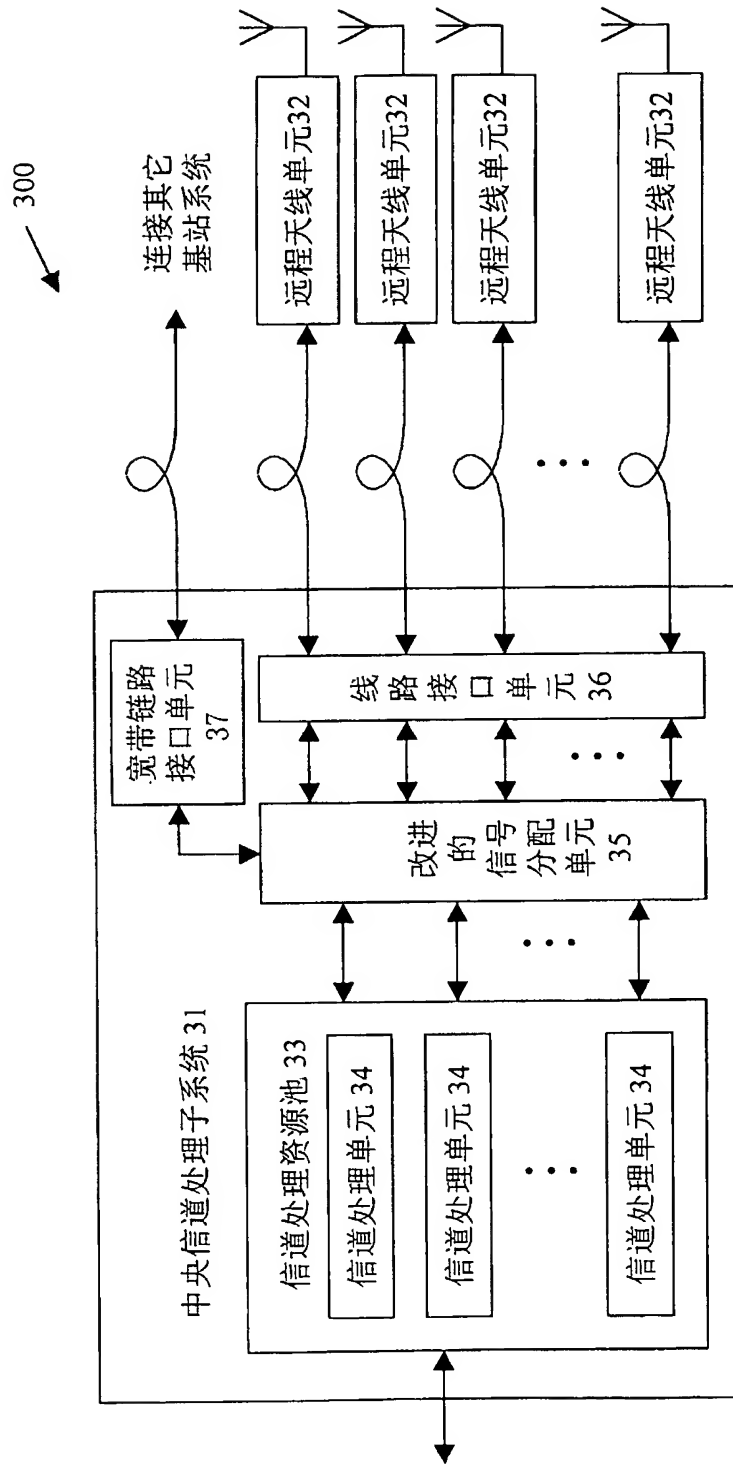 300
连接其它
基站系统
远程天线单元32
远程天线单元32
远程天线单元32
远程天线单元32
宽带链路
接口单元
37
线路接口单元
36
改进
的
信号
分配
单元
35
中央信道处理子系统 31
信道处理资源池 33
信道处理单元 34
信道处理单元 34
信道处理单元 34